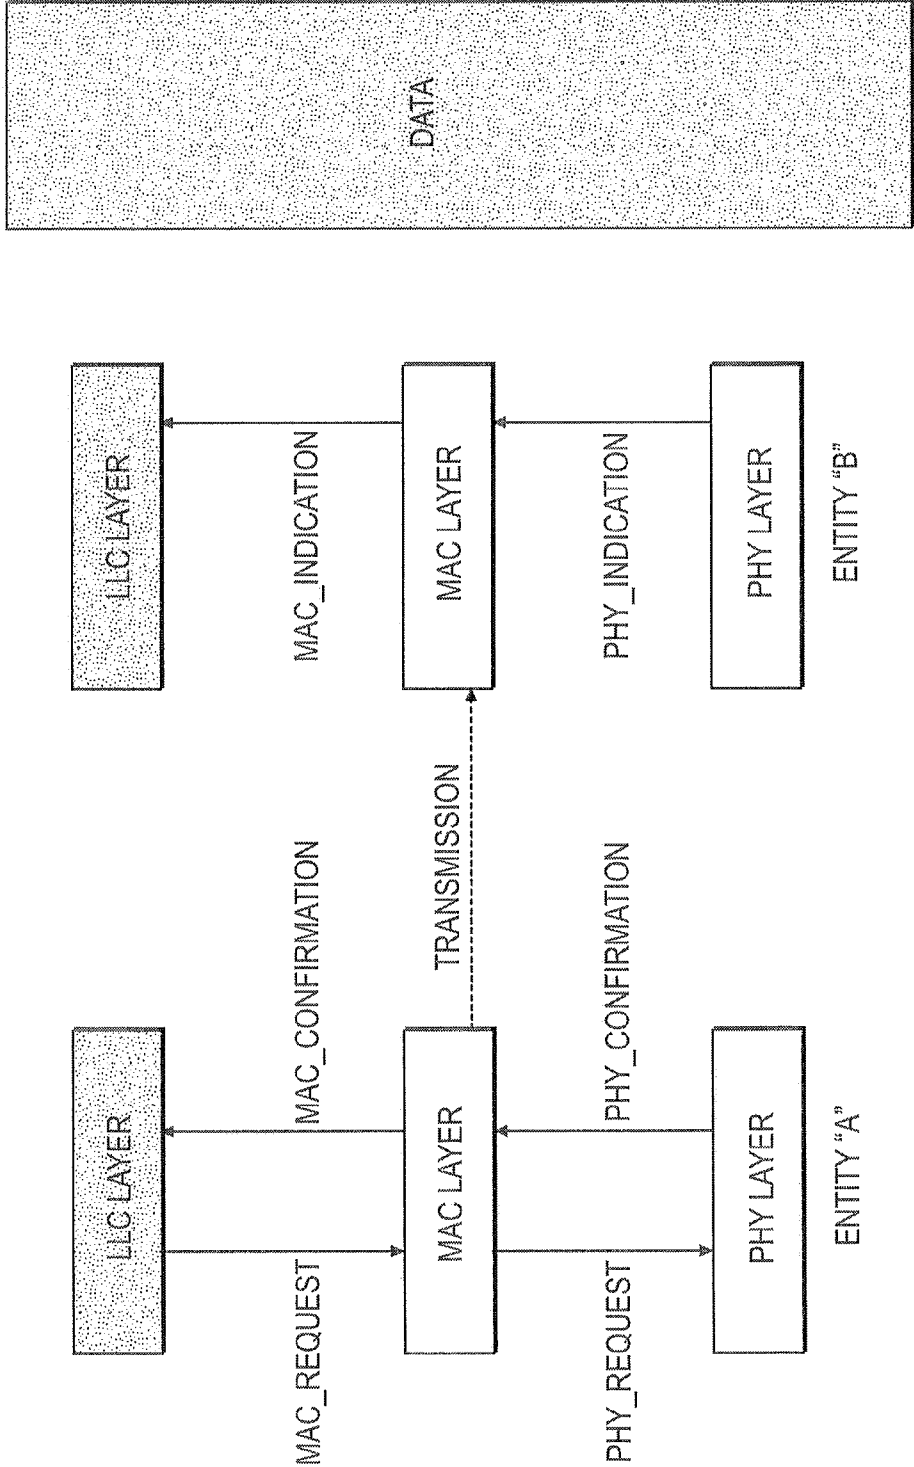 LLC LAYER
MAC_REQUEST
MAC_CONFIRMATION
MAC LAYER
PHY_REQUEST
PHY_CONFIRMATION
PHY LAYER
ENTITY "A"
TRANSMISSION
LLC LAYER
MAC_INDICATION
MAC LAYER
PHY_INDICATION
PHY LAYER
ENTITY "B"
DATA